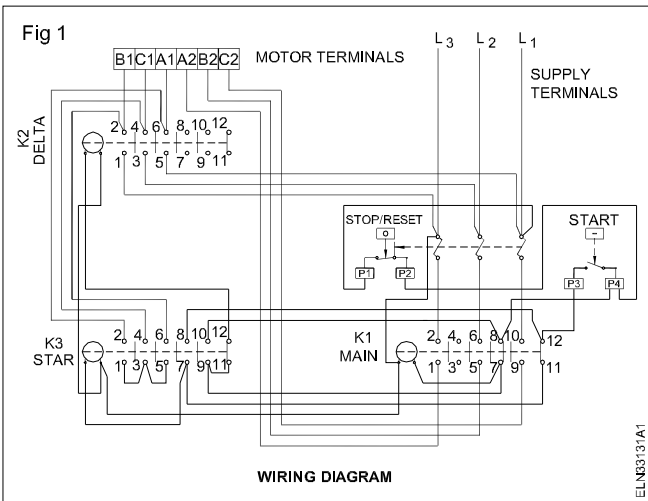 Fig 1
L3 L2 L1
B1 C1 A1 A2 B2 C2 MOTOR TERMINALS
SUPPLY
TERMINALS
K2
DELTA
2 4 6 8 10 12
1 3 5 7 9 11
STOP/RESET
O
P1 P2
START
-
P3 P4
K3
STAR
2 4 6 8 10 12
1 3 5 7 9 11
K1
MAIN
2 4 6 8 10 12
1 3 5 7 9 11
WIRING DIAGRAM
ELN33131A1